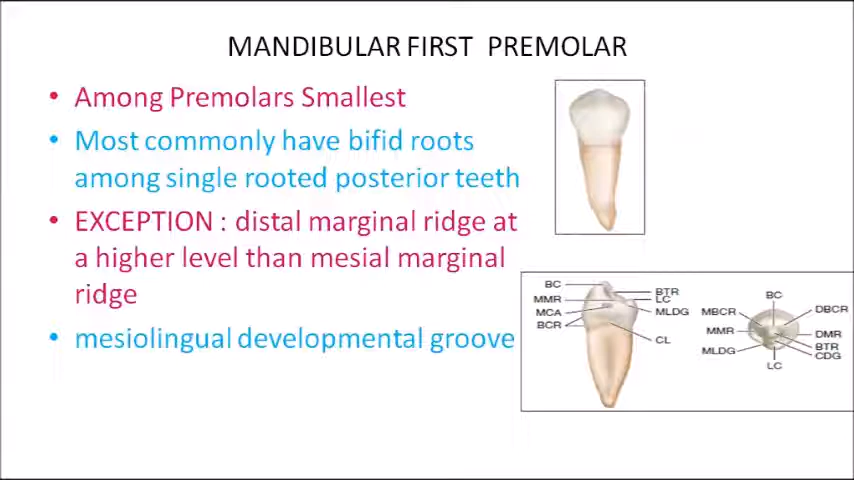 MANDIBULAR FIRST PREMOLAR
• Among Premolars Smallest
• Most commonly have bifid roots
among single rooted posterior teeth
• EXCEPTION : distal marginal ridge at
a higher level than mesial marginal
ridge
• mesiolingual developmental groove
BC
BTR
MMR
LC
MCA
MLDG
BCR
CL
BC
MBCR
DBCR
MMR
DMR
BTR
MLDG
CDG
LC